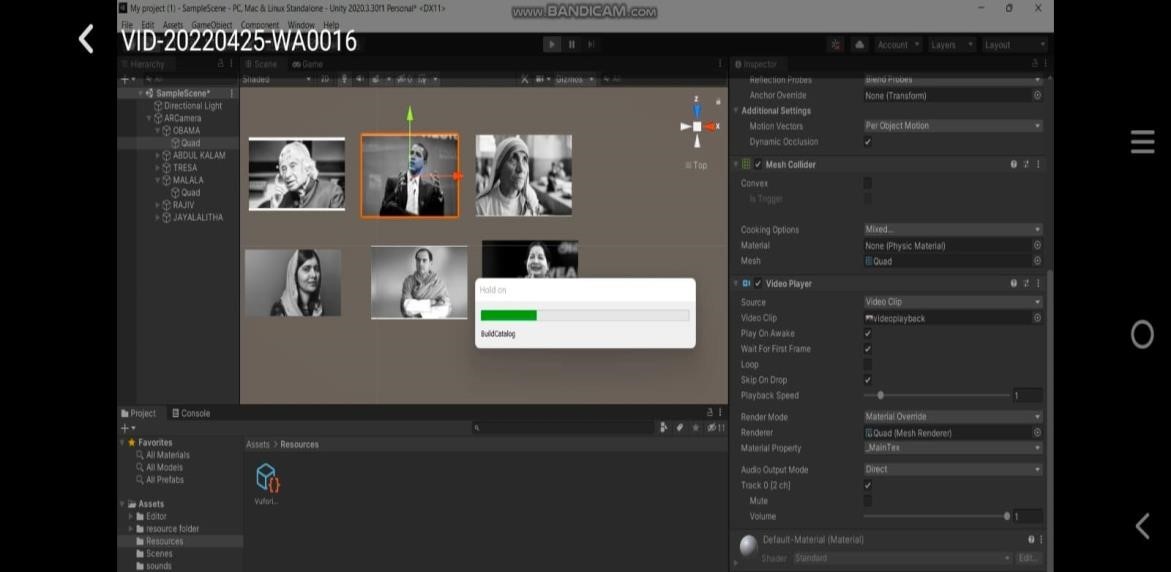 My project (1) - SampleScene - PC, Mac & Linux Standalone - Unity 2020.3.30f1 Personal* <DX11>
www.BANDICAM.com
File Edit Assets GameObject Component Window Help
VID-20220425-WA0016
Account
Layers
Layout
Hierarchy
Scene
Game
Inspector
All
Shaded
2D
Gizmos
All
SampleScene*
Directional Light
ARCamera
OBAMA
Quad
ABDUL KALAM
TRESA
MALALA
Quad
RAJIV
JAYALALITHA
z
x
Top
Hold on
BuildCatalog
Reflection Probes
Blend Probes
Anchor Override
None (Transform)
Additional Settings
Motion Vectors
Per Object Motion
Dynamic Occlusion
Mesh Collider
Convex
Is Trigger
Cooking Options
Mixed...
Material
None (Physic Material)
Mesh
Quad
Video Player
Source
Video Clip
Video Clip
videoplayback
Play On Awake
Wait For First Frame
Loop
Skip On Drop
Playback Speed
1
Render Mode
Material Override
Renderer
Quad (Mesh Renderer)
Material Property
_MainTex
Audio Output Mode
Direct
Track 0 [2 ch]
Mute
Volume
1
Default-Material (Material)
Shader
Standard
Edit...
Project
Console
11
Favorites
All Materials
All Models
All Prefabs
Assets
Editor
resource folder
Resources
Scenes
sounds
Assets > Resources
Vufori...